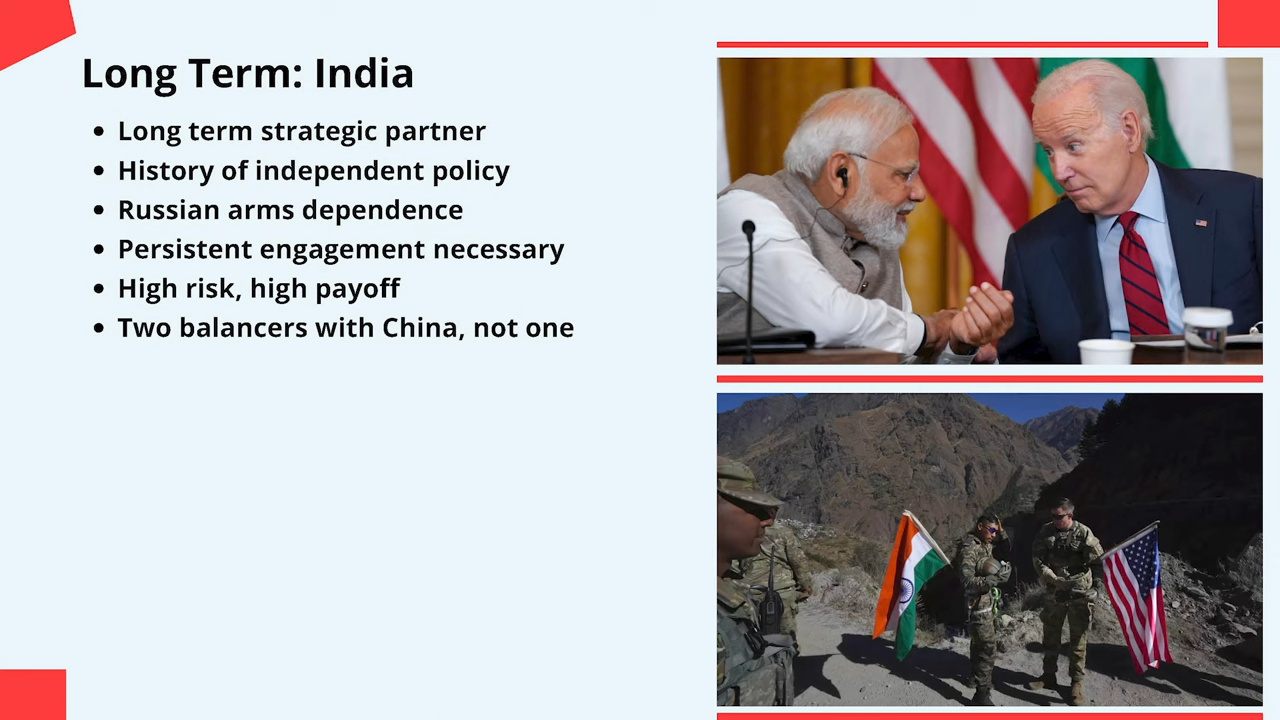 Long Term: India
• Long term strategic partner
• History of independent policy
• Russian arms dependence
• Persistent engagement necessary
• High risk, high payoff
• Two balancers with China, not one